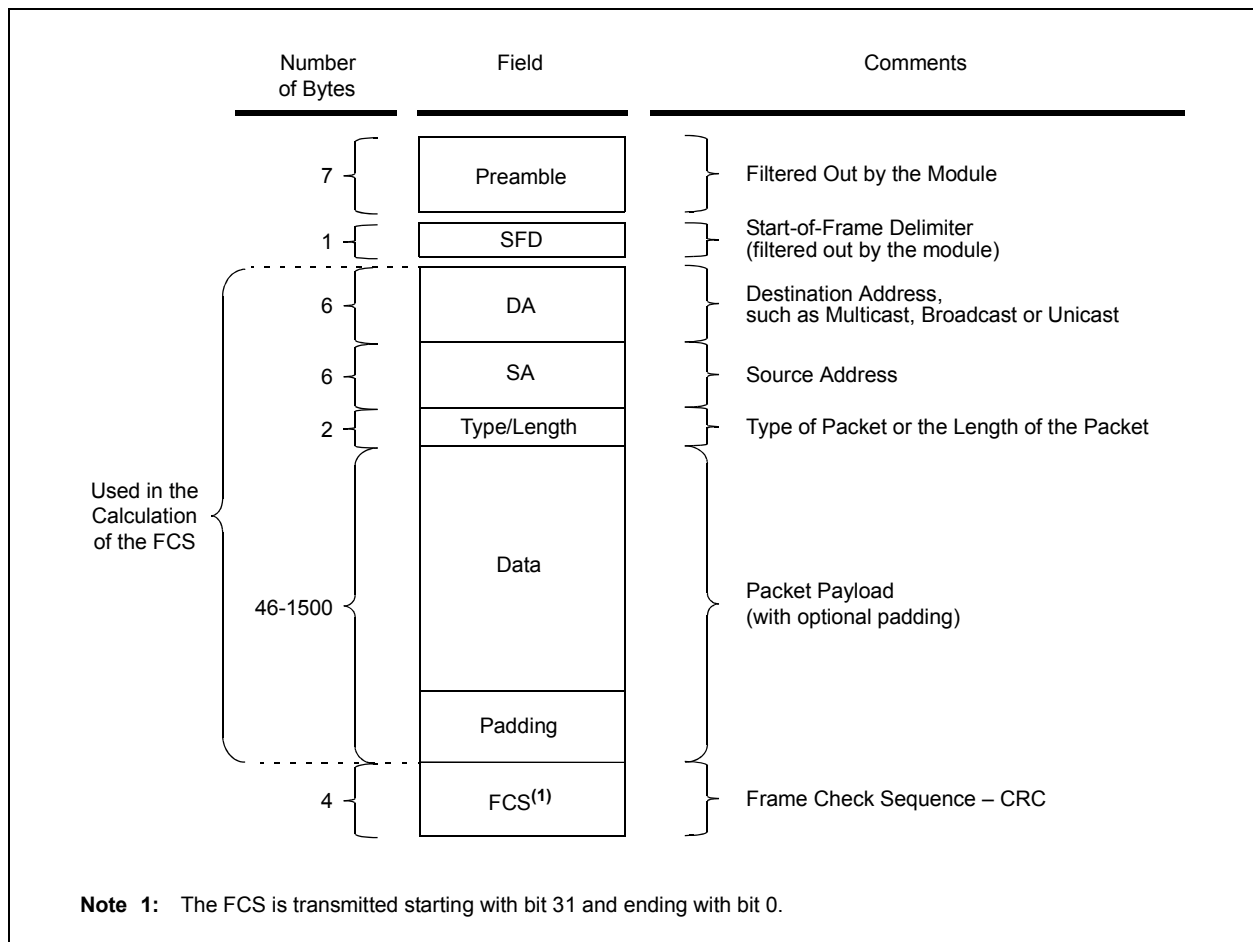 Number
of Bytes
Field
Comments
7
Preamble
Filtered Out by the Module
1
SFD
Start-of-Frame Delimiter
(filtered out by the module)
6
DA
Destination Address,
such as Multicast, Broadcast or Unicast
6
SA
Source Address
2
Type/Length
Type of Packet or the Length of the Packet
Used in the
Calculation
of the FCS
46-1500
Data
Packet Payload
(with optional padding)
Padding
4
FCS(1)
Frame Check Sequence – CRC
Note 1: The FCS is transmitted starting with bit 31 and ending with bit 0.